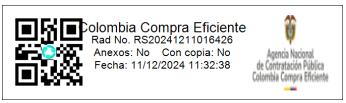 Colombia Compra Eficiente
Rad No. RS20241211016426
Anexos: No Con copia: No
Fecha: 11/12/2024 11:32:38
Agencia Nacional
de Contratación Pública
Colombia Compra Eficiente